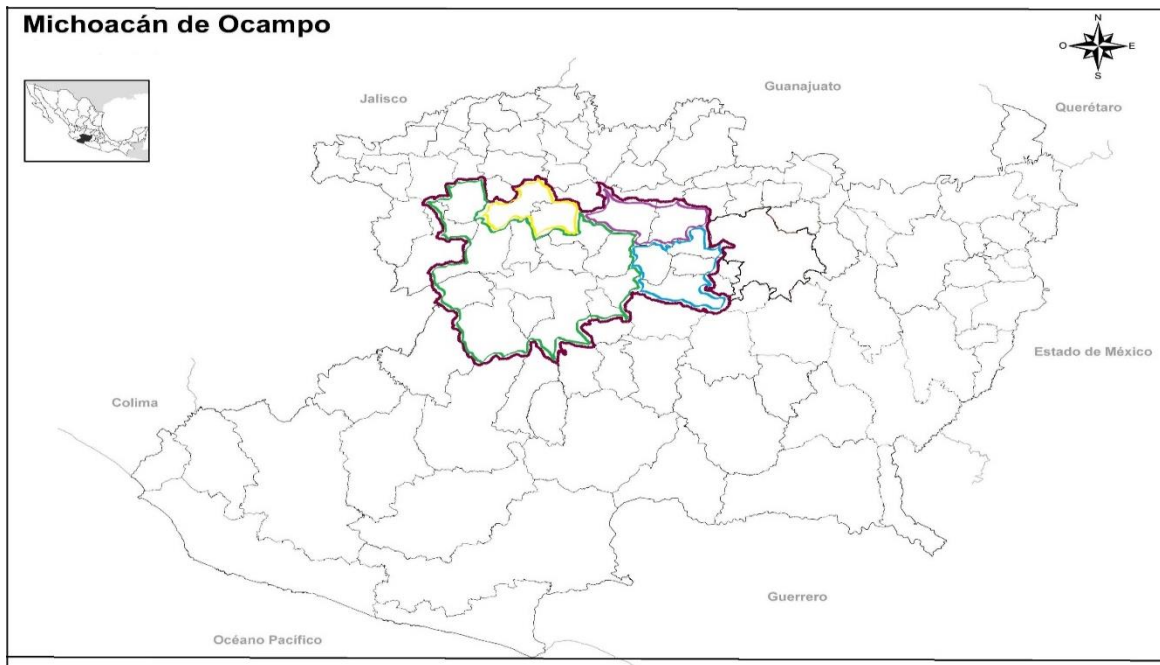 Michoacán de Ocampo
N
O
E
S
Jalisco
Guanajuato
Querétaro
Estado de México
Colima
Guerrero
Océano Pacífico